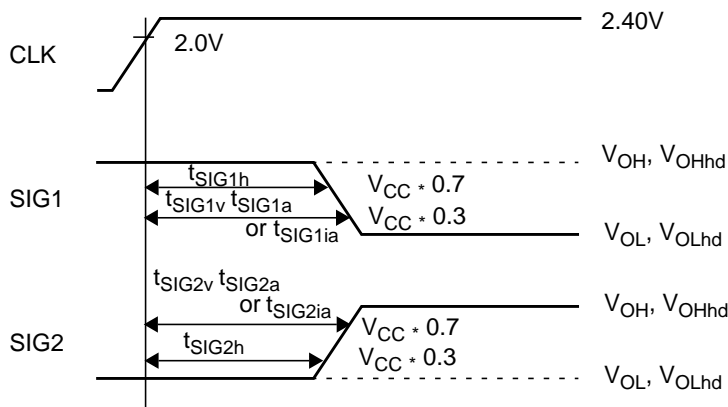 CLK
2.0V
2.40V
SIG1
tSIG1h
VCC * 0.7
tSIG1v tSIG1a
or tSIG1ia
VCC * 0.3
VOH, VOHhd
VOL, VOLhd
SIG2
tSIG2v tSIG2a
or tSIG2ia
VCC * 0.7
tSIG2h
VCC * 0.3
VOH, VOHhd
VOL, VOLhd